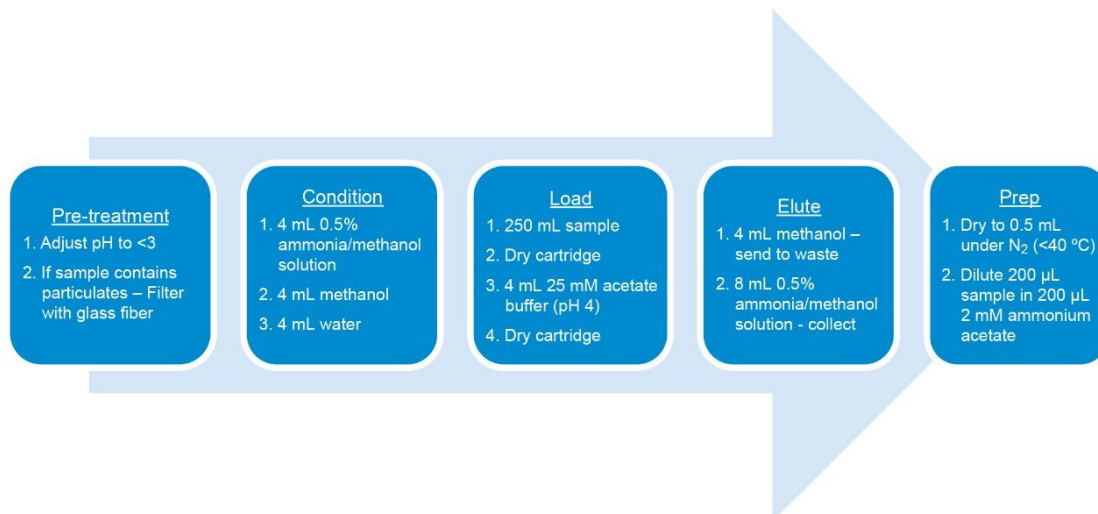 Pre-treatment
1. Adjust pH to <3
2. If sample contains
particulates – Filter
with glass fiber
Condition
1. 4 mL 0.5%
ammonia/methanol
solution
2. 4 mL methanol
3. 4 mL water
Load
1. 250 mL sample
2. Dry cartridge
3. 4 mL 25 mM acetate
buffer (pH 4)
4. Dry cartridge
Elute
1. 4 mL methanol –
send to waste
2. 8 mL 0.5%
ammonia/methanol
solution - collect
Prep
1. Dry to 0.5 mL
under N₂ (<40 ºC)
2. Dilute 200 µL
sample in 200 µL
2 mM ammonium
acetate